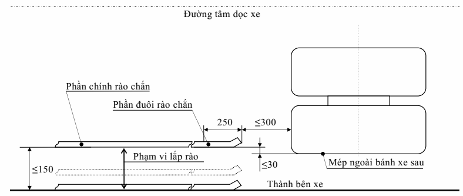 Đường tâm dọc xe
Phần chính rào chắn
Phần đuôi rào chắn
250
≤300
≤150
Phạm vi lắp rào
≤30
Mép ngoài bánh xe sau
Thành bên xe